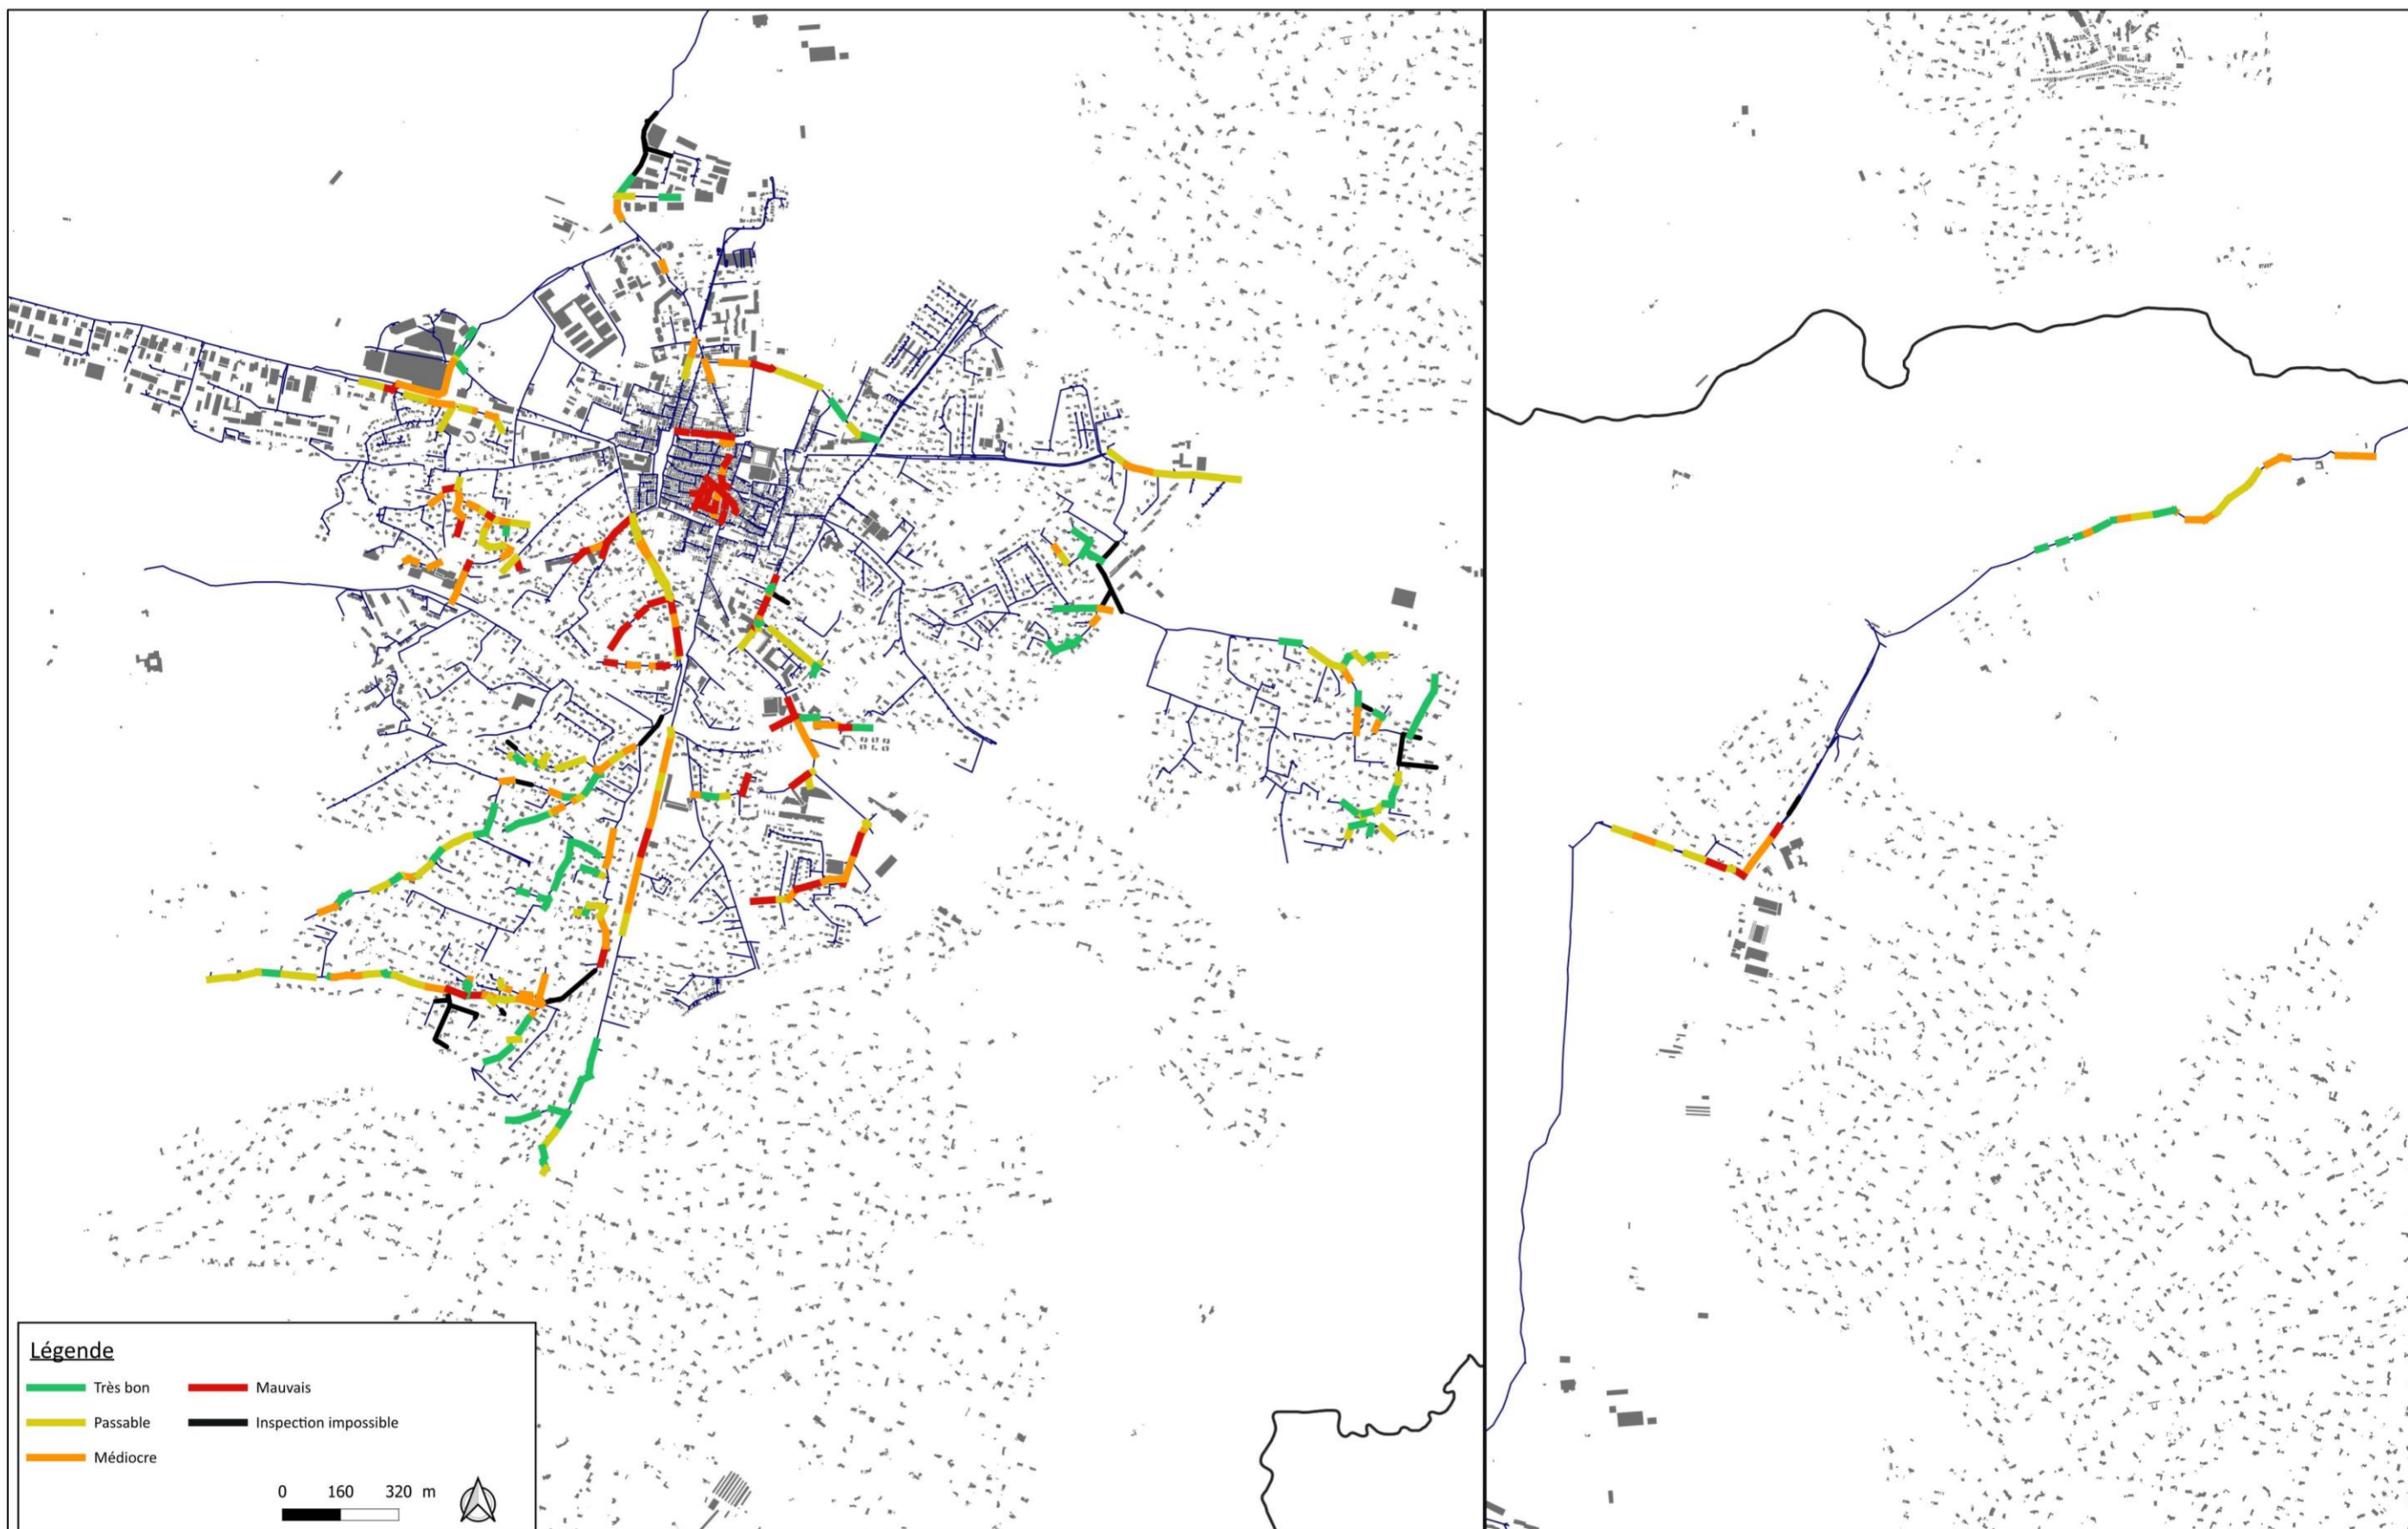 Légende
Très bon
Mauvais
Passable
Inspection impossible
Médiocre
0 160 320 m